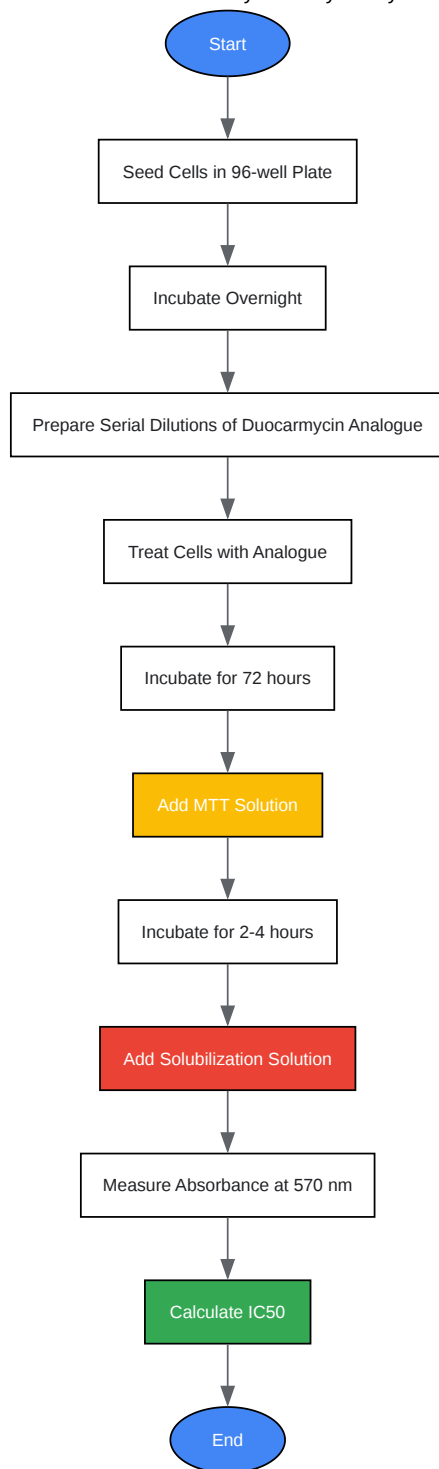 Start
Seed Cells in 96-well Plate
Incubate Overnight
Prepare Serial Dilutions of Duocarmycin Analogue
Treat Cells with Analogue
Incubate for 72 hours
Add MTT Solution
Incubate for 2-4 hours
Add Solubilization Solution
Measure Absorbance at 570 nm
Calculate IC50
End